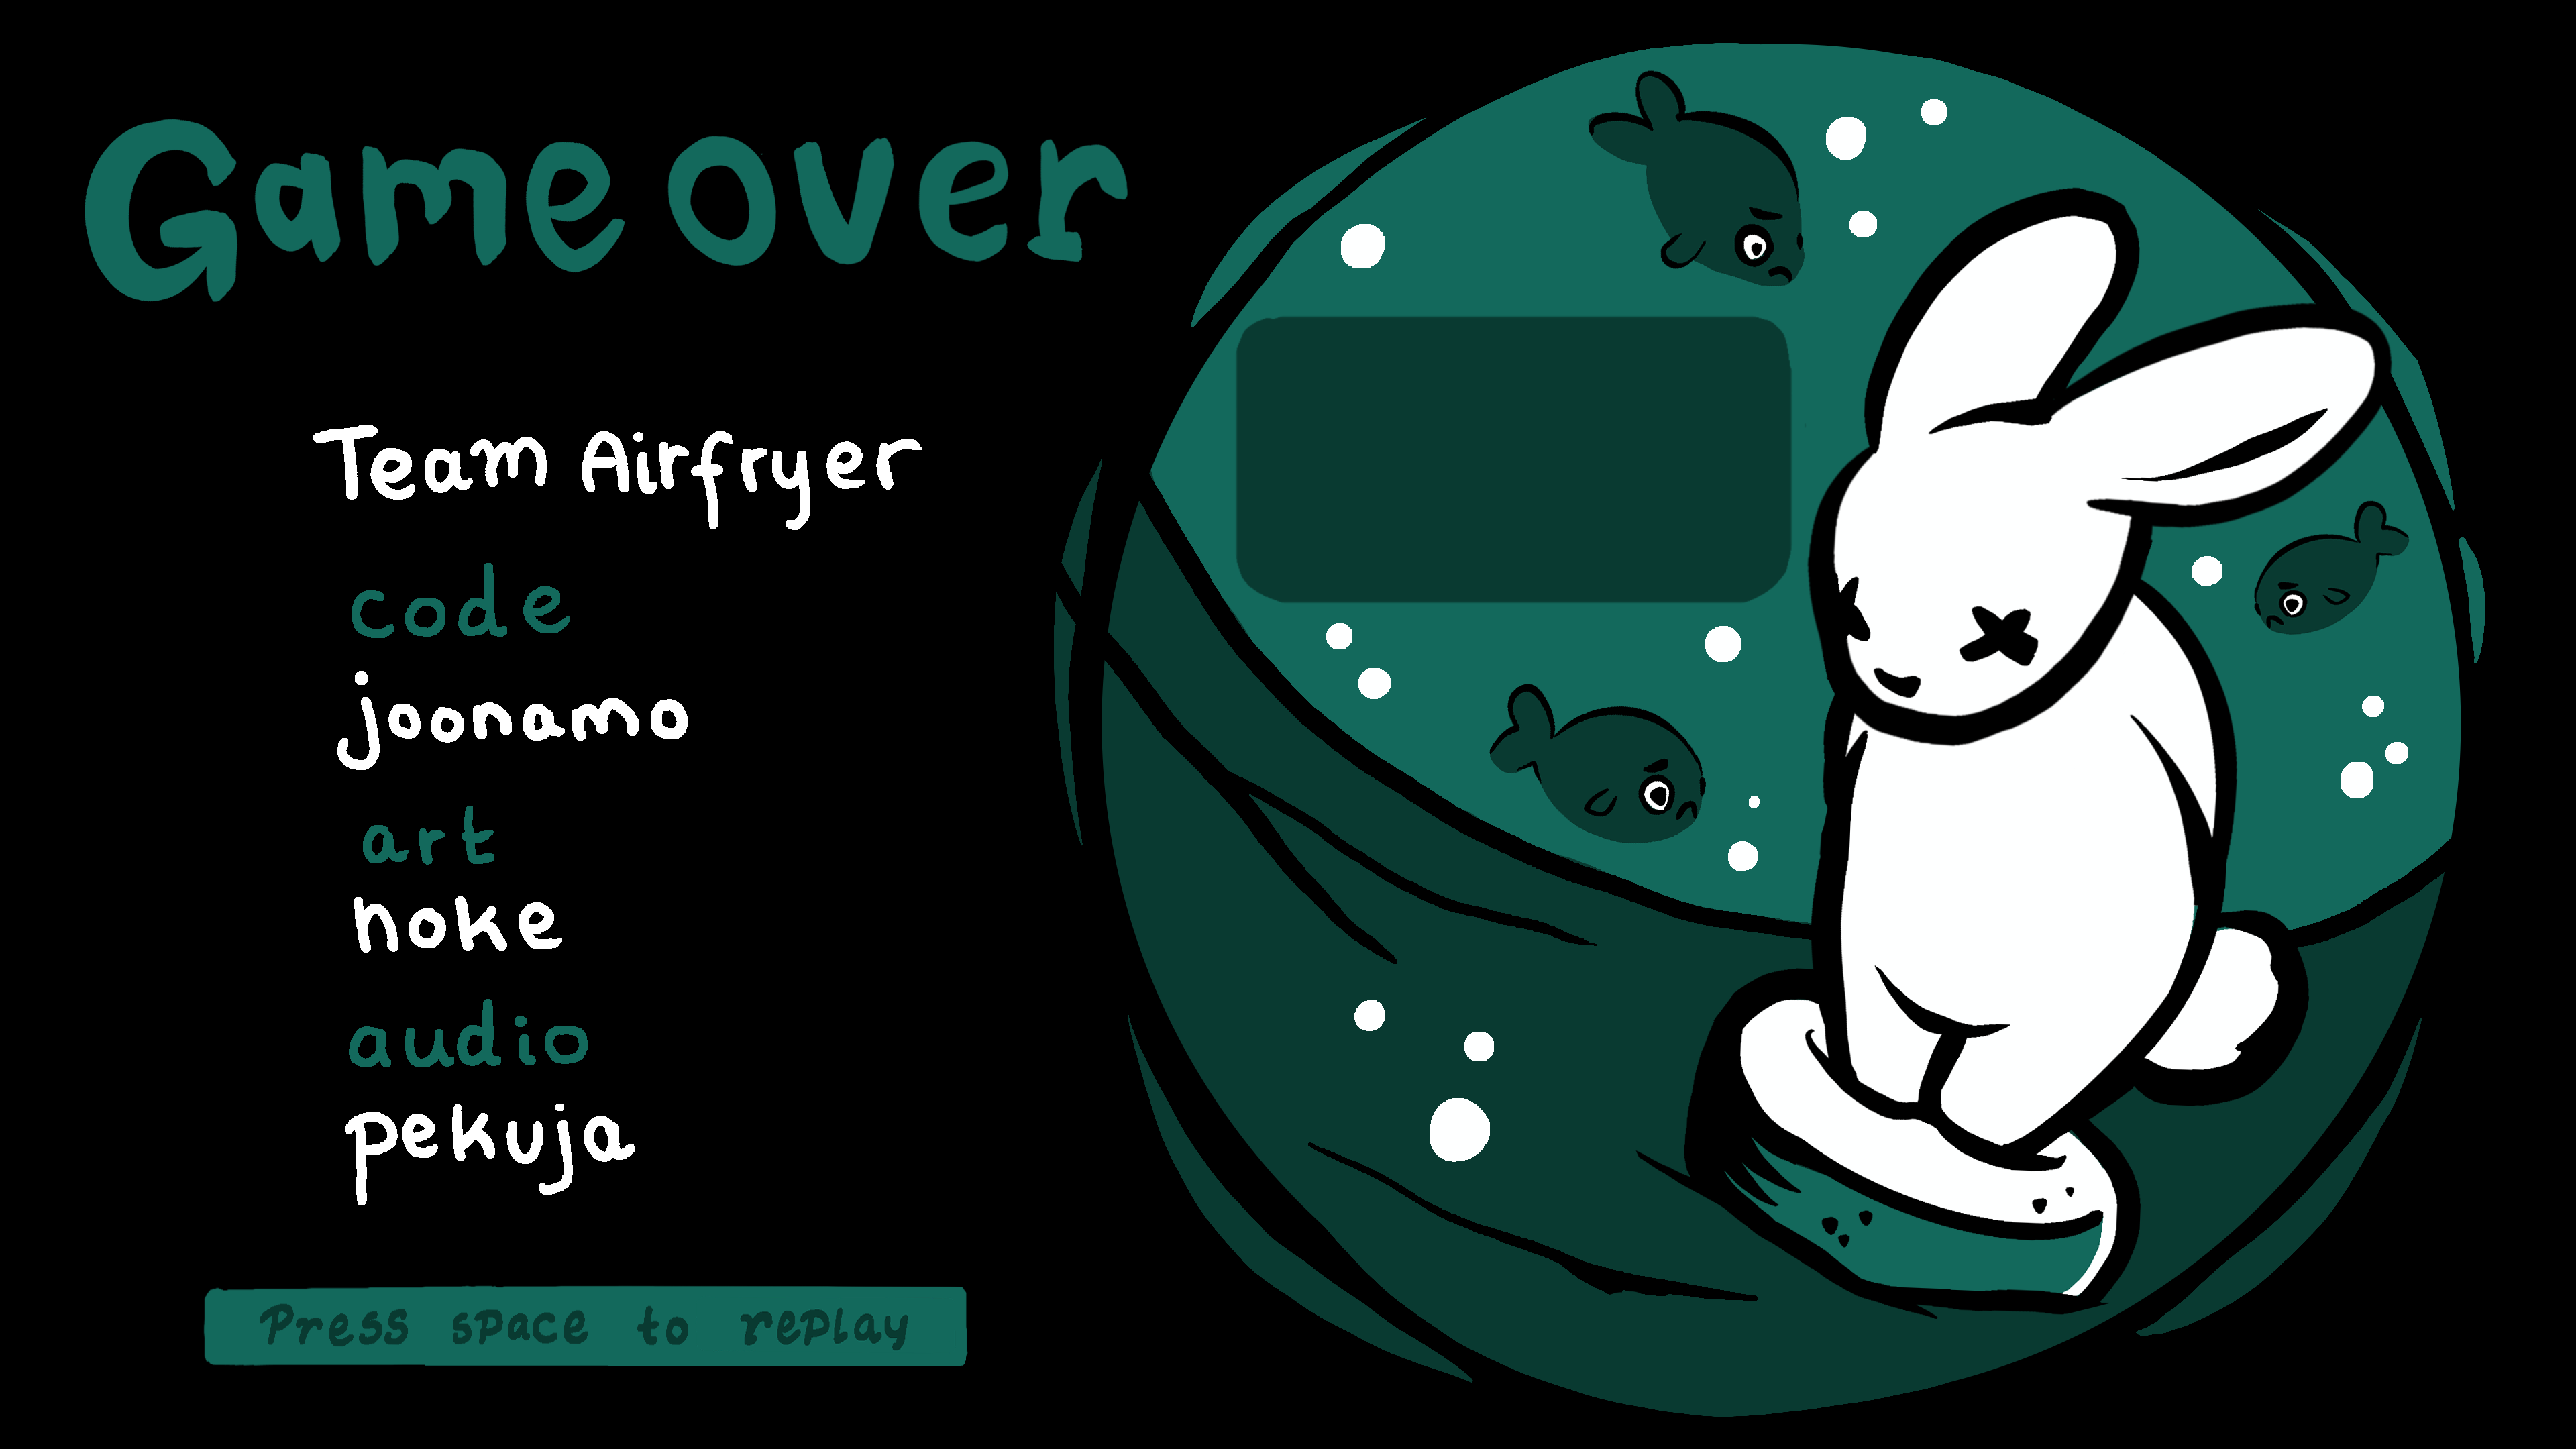 Game over
Team Airfryer
code
joonamo
art
noke
audio
pekuja
Press space to replay